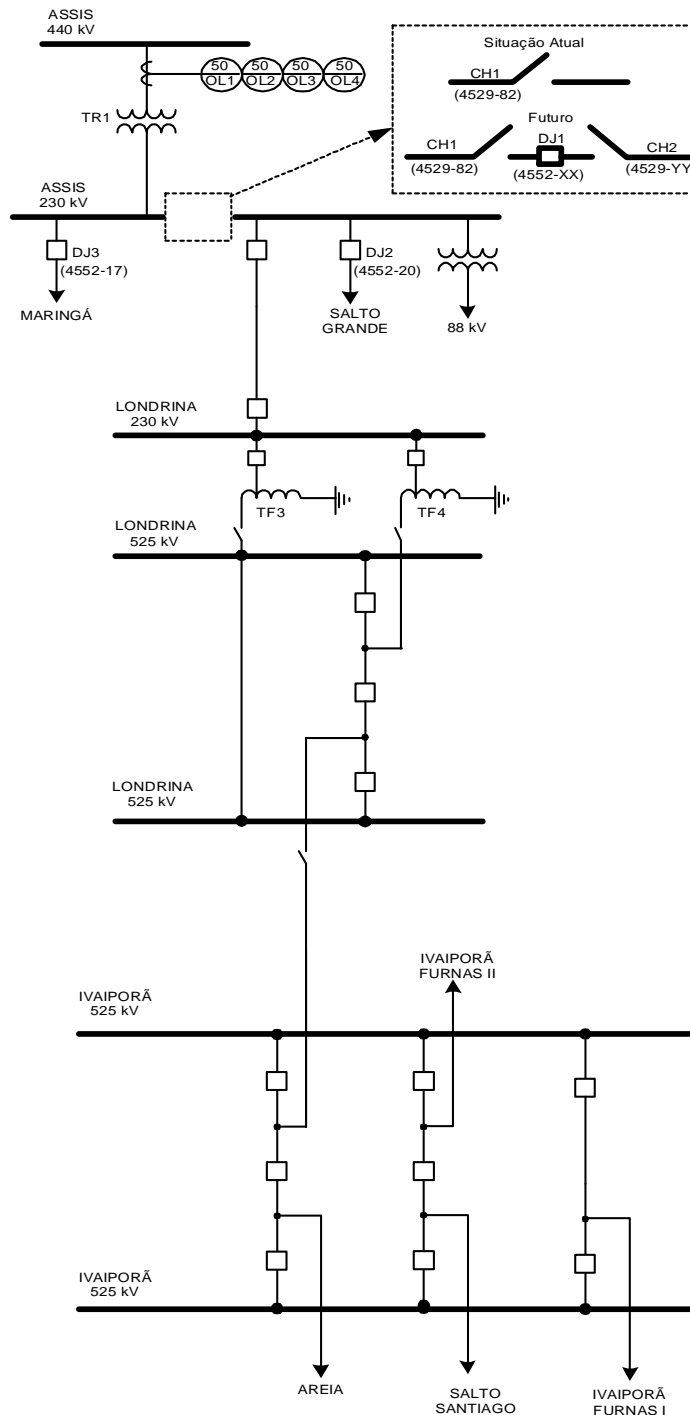 ASSIS
440 kV
50
OL1
50
OL2
50
OL3
50
OL4
TR1
Situação Atual
CH1
(4529-82)
Futuro
CH1
(4529-82)
DJ1
(4552-XX)
CH2
(4529-YY)
ASSIS
230 kV
DJ3
(4552-17)
MARINGÁ
DJ2
(4552-20)
SALTO
GRANDE
88 kV
LONDRINA
230 kV
TF3
TF4
LONDRINA
525 kV
LONDRINA
525 kV
IVAIPORÃ
FURNAS II
IVAIPORÃ
525 kV
IVAIPORÃ
525 kV
AREIA
SALTO
SANTIAGO
IVAIPORÃ
FURNAS I